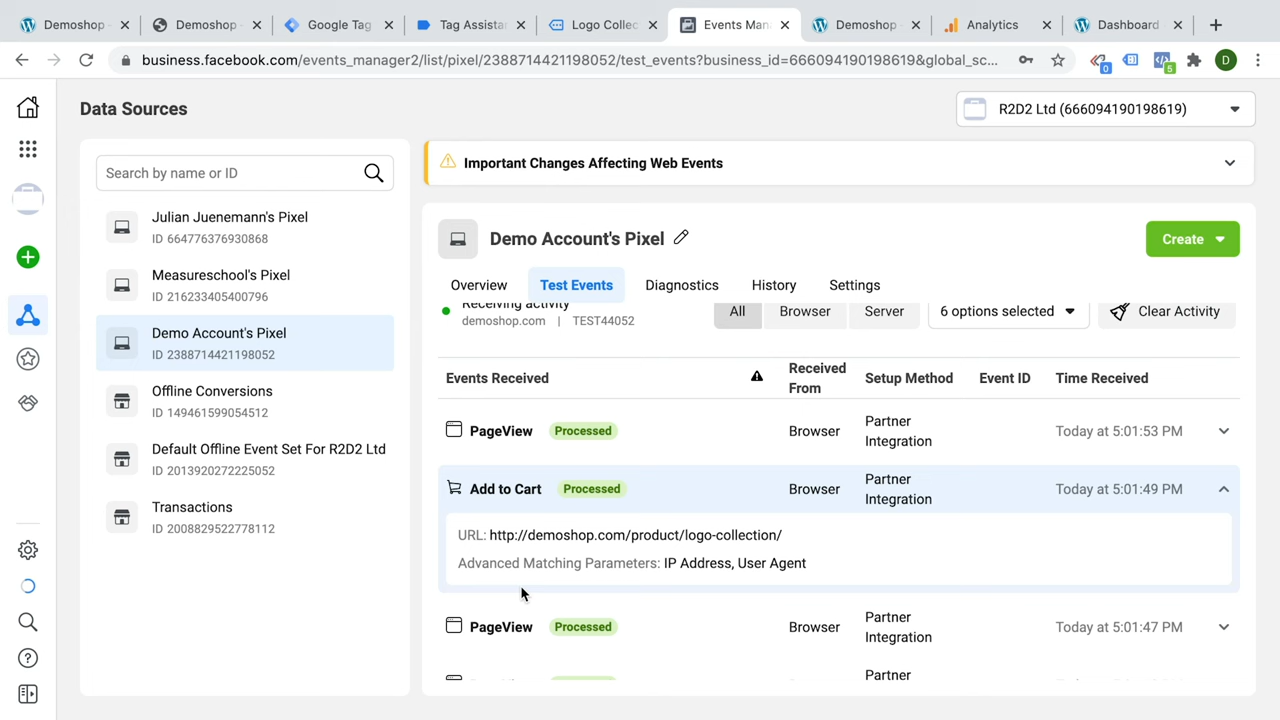 Demoshop -
Demoshop -
Google Tag
Tag Assista
Logo Collec
Events Man
Demoshop -
Analytics
Dashboard
business.facebook.com/events_manager2/list/pixel/2388714421198052/test_events?business_id=666094190198619&global_sc...
0
5
D
Data Sources
R2D2 Ltd (666094190198619)
Search by name or ID
Important Changes Affecting Web Events
Julian Juenemann's Pixel
ID 664776376930868
Measureschool's Pixel
ID 216233405400796
Demo Account's Pixel
ID 2388714421198052
Offline Conversions
ID 149461599054512
Default Offline Event Set For R2D2 Ltd
ID 2013920272225052
Transactions
ID 2008829522778112
Demo Account's Pixel
Create
Overview
Test Events
Diagnostics
History
Settings
Receiving activity
demoshop.com | TEST44052
All
Browser
Server
6 options selected
Clear Activity
Events Received
Received From
Setup Method
Event ID
Time Received
PageView Processed
Browser
Partner Integration
Today at 5:01:53 PM
Add to Cart Processed
Browser
Partner Integration
Today at 5:01:49 PM
URL: http://demoshop.com/product/logo-collection/
Advanced Matching Parameters: IP Address, User Agent
PageView Processed
Browser
Partner Integration
Today at 5:01:47 PM
Partner